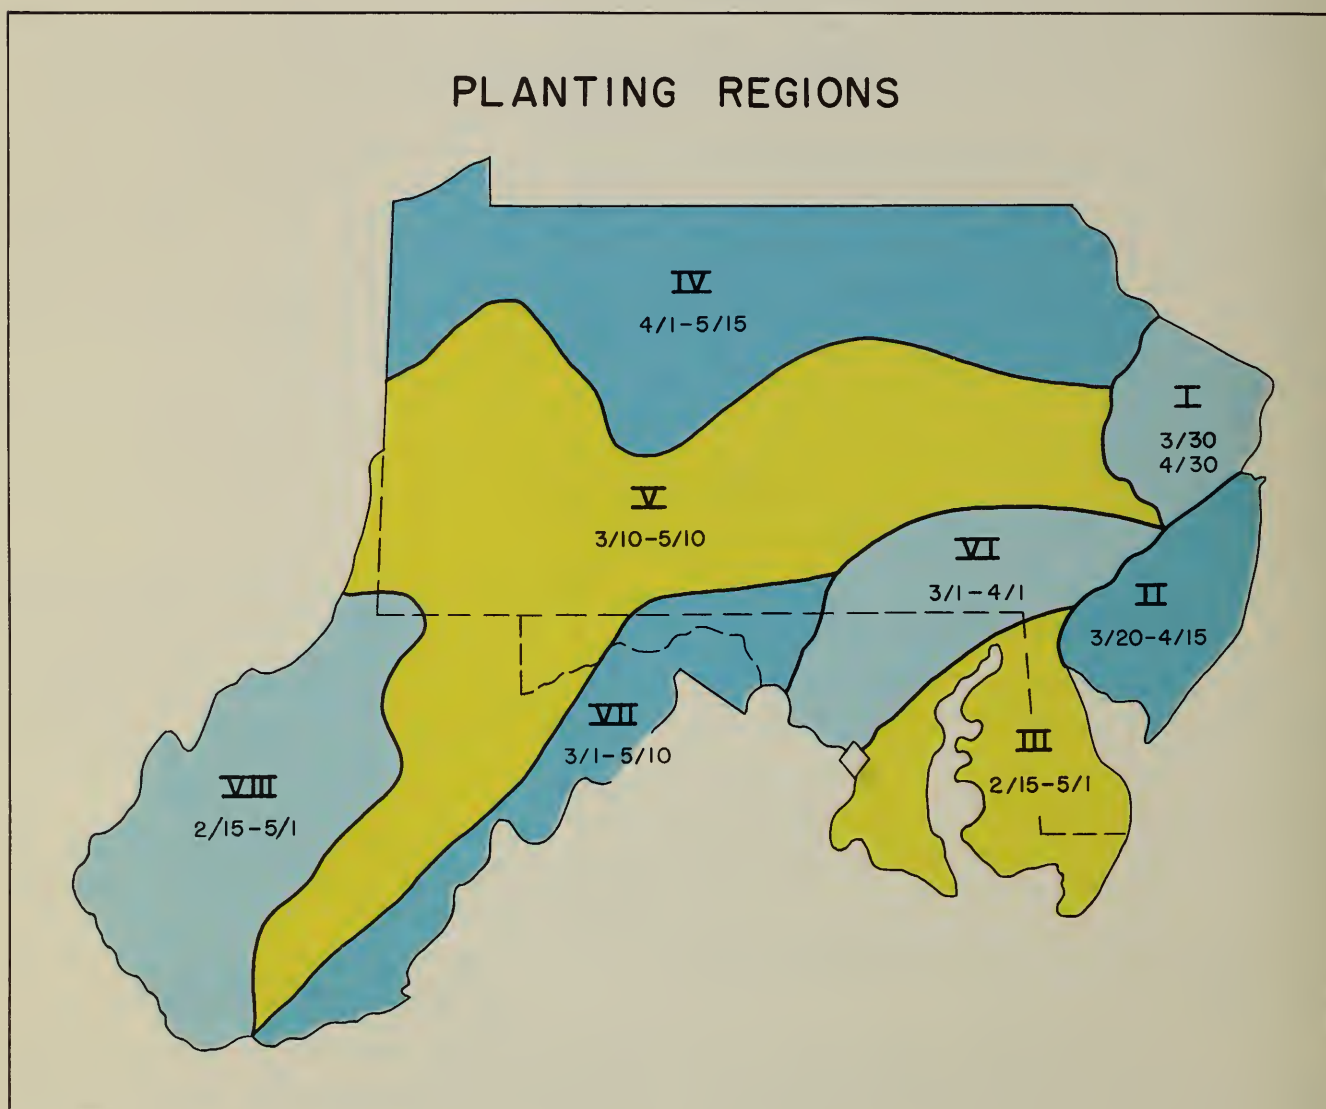 PLANTING REGIONS
IV
4/1-5/15
I
3/30
4/30
V
3/10-5/10
VI
3/1-4/1
II
3/20-4/15
VII
3/1-5/10
III
2/15-5/1
VIII
2/15-5/1